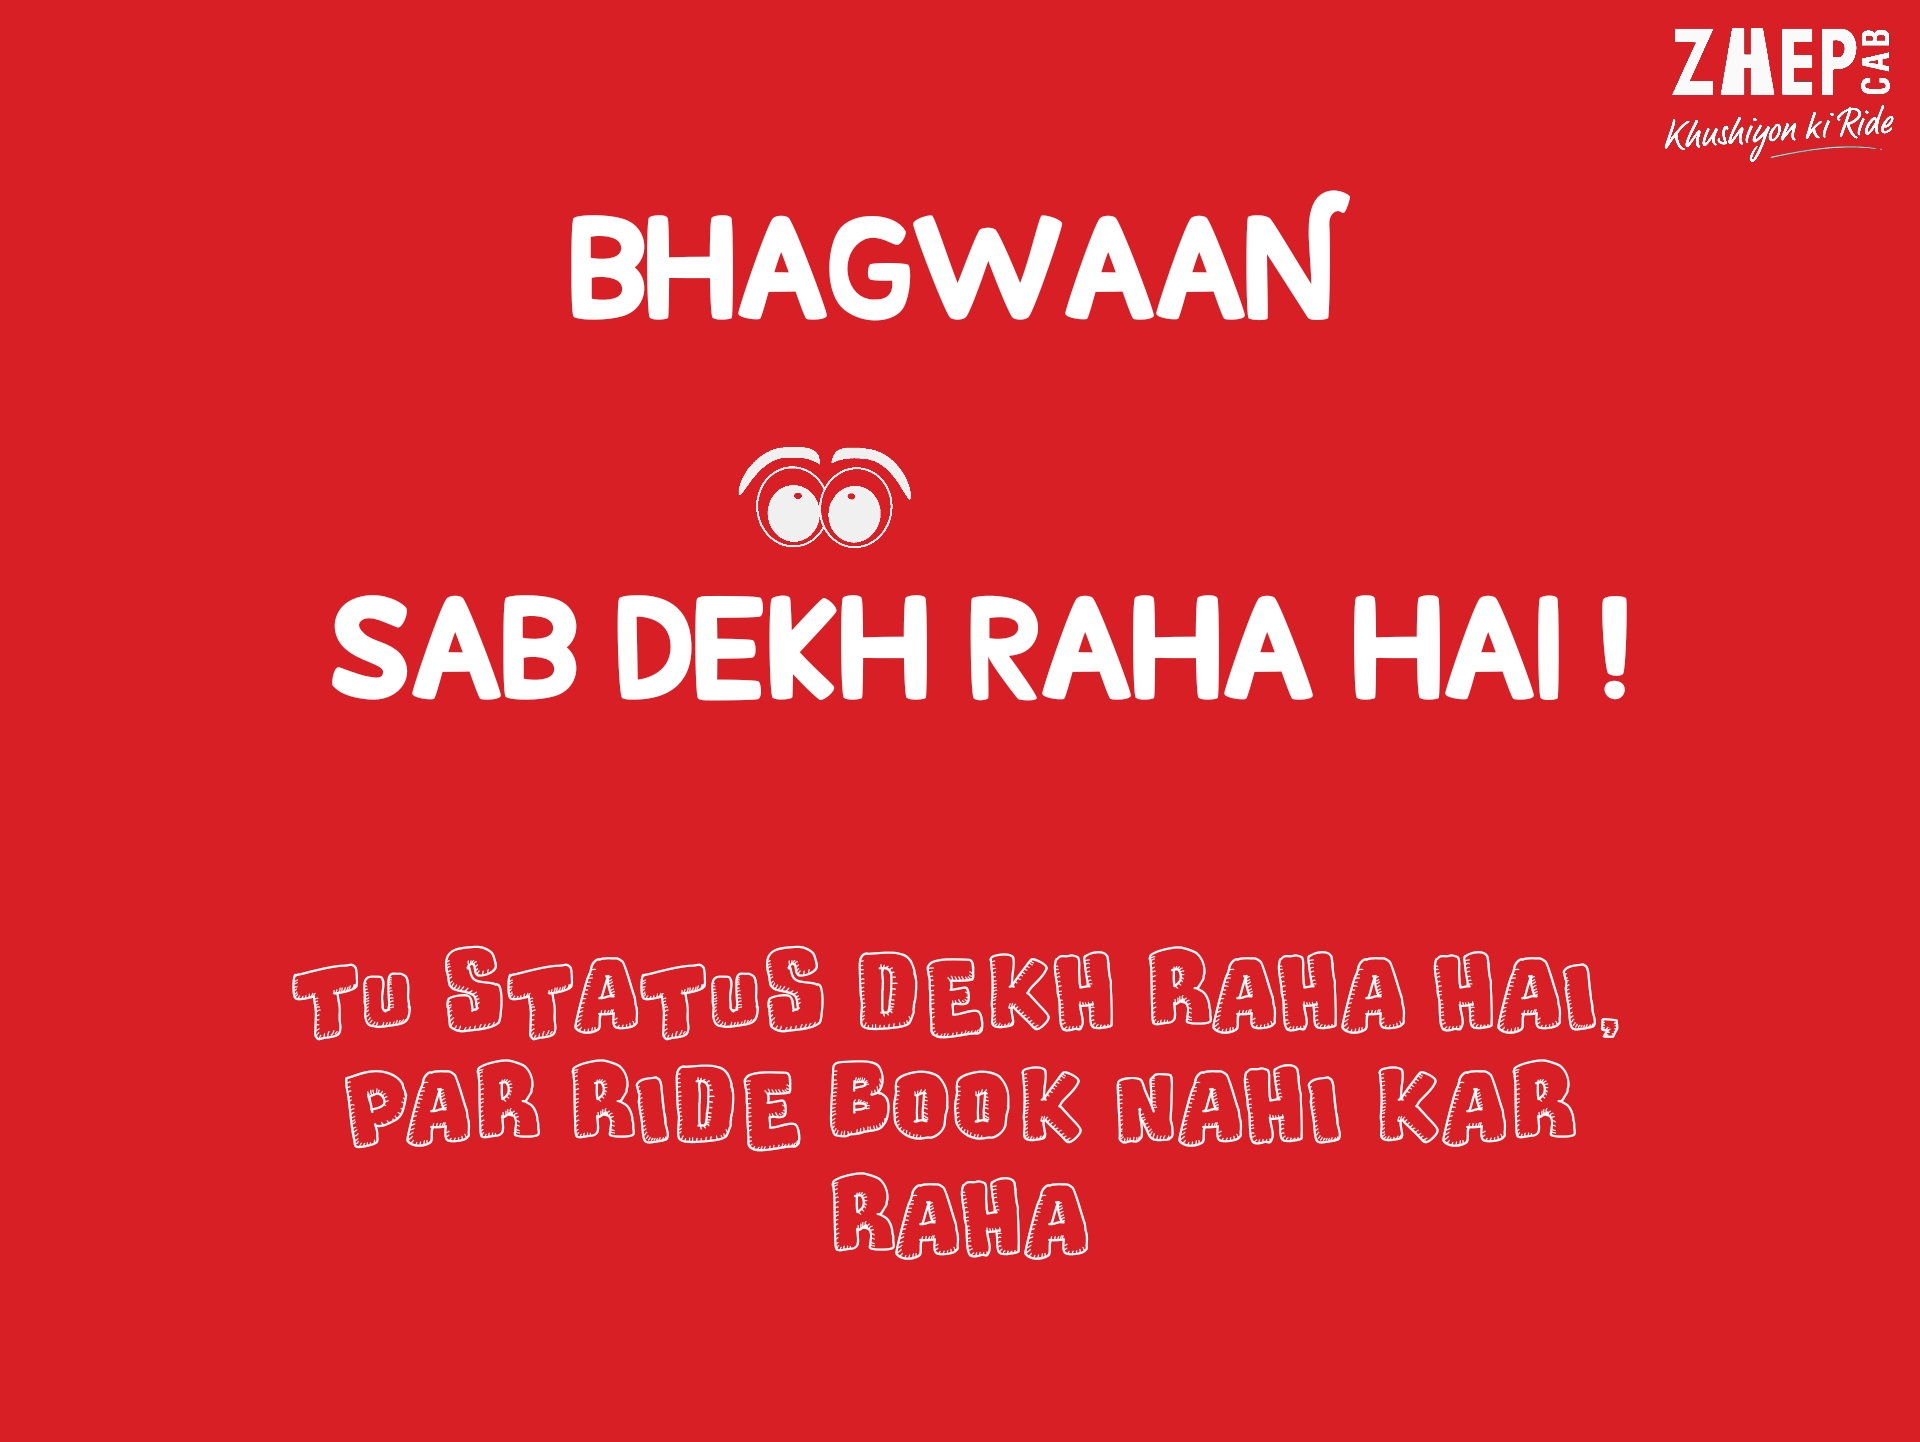 ZHEP CAB
Khushiyon ki Ride
BHAGWAAN
SAB DEKH RAHA HAI !
TU STATUS DEKH RAHA HAI,
PAR RIDE BOOK NAHI KAR
RAHA